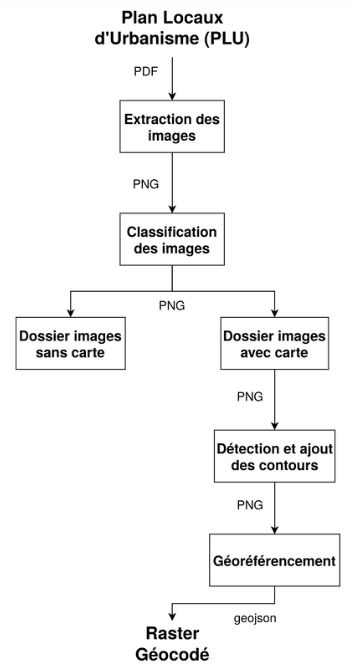 Plan Locaux
d'Urbanisme (PLU)
PDF
Extraction des
images
PNG
Classification
des images
PNG
Dossier images
sans carte
Dossier images
avec carte
PNG
Détection et ajout
des contours
PNG
Géoréférencement
geojson
Raster
Géocodé